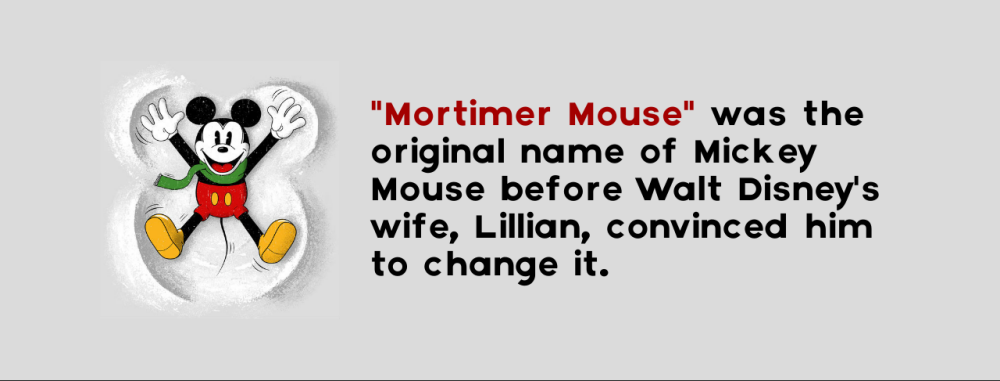 "Mortimer Mouse" was the
original name of Mickey
Mouse before Walt Disney's
wife, Lillian, convinced him
to change it.